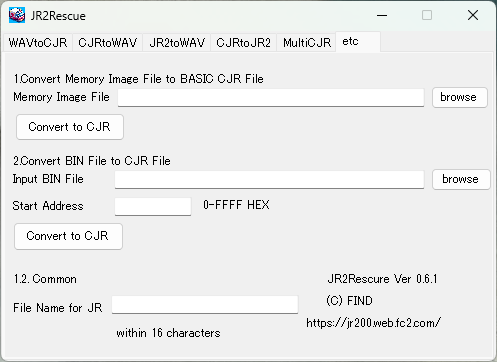 JR2Rescue
WAVtoCJR CJRtoWAV JR2toWAV CJRtoJR2 MultiCJR etc
1.Convert Memory Image File to BASIC CJR File
Memory Image File browse
Convert to CJR
2.Convert BIN File to CJR File
Input BIN File browse
Start Address 0-FFFF HEX
Convert to CJR
1.2. Common JR2Rescure Ver 0.6.1
(C) FIND
File Name for JR
https://jr200.web.fc2.com/
within 16 characters